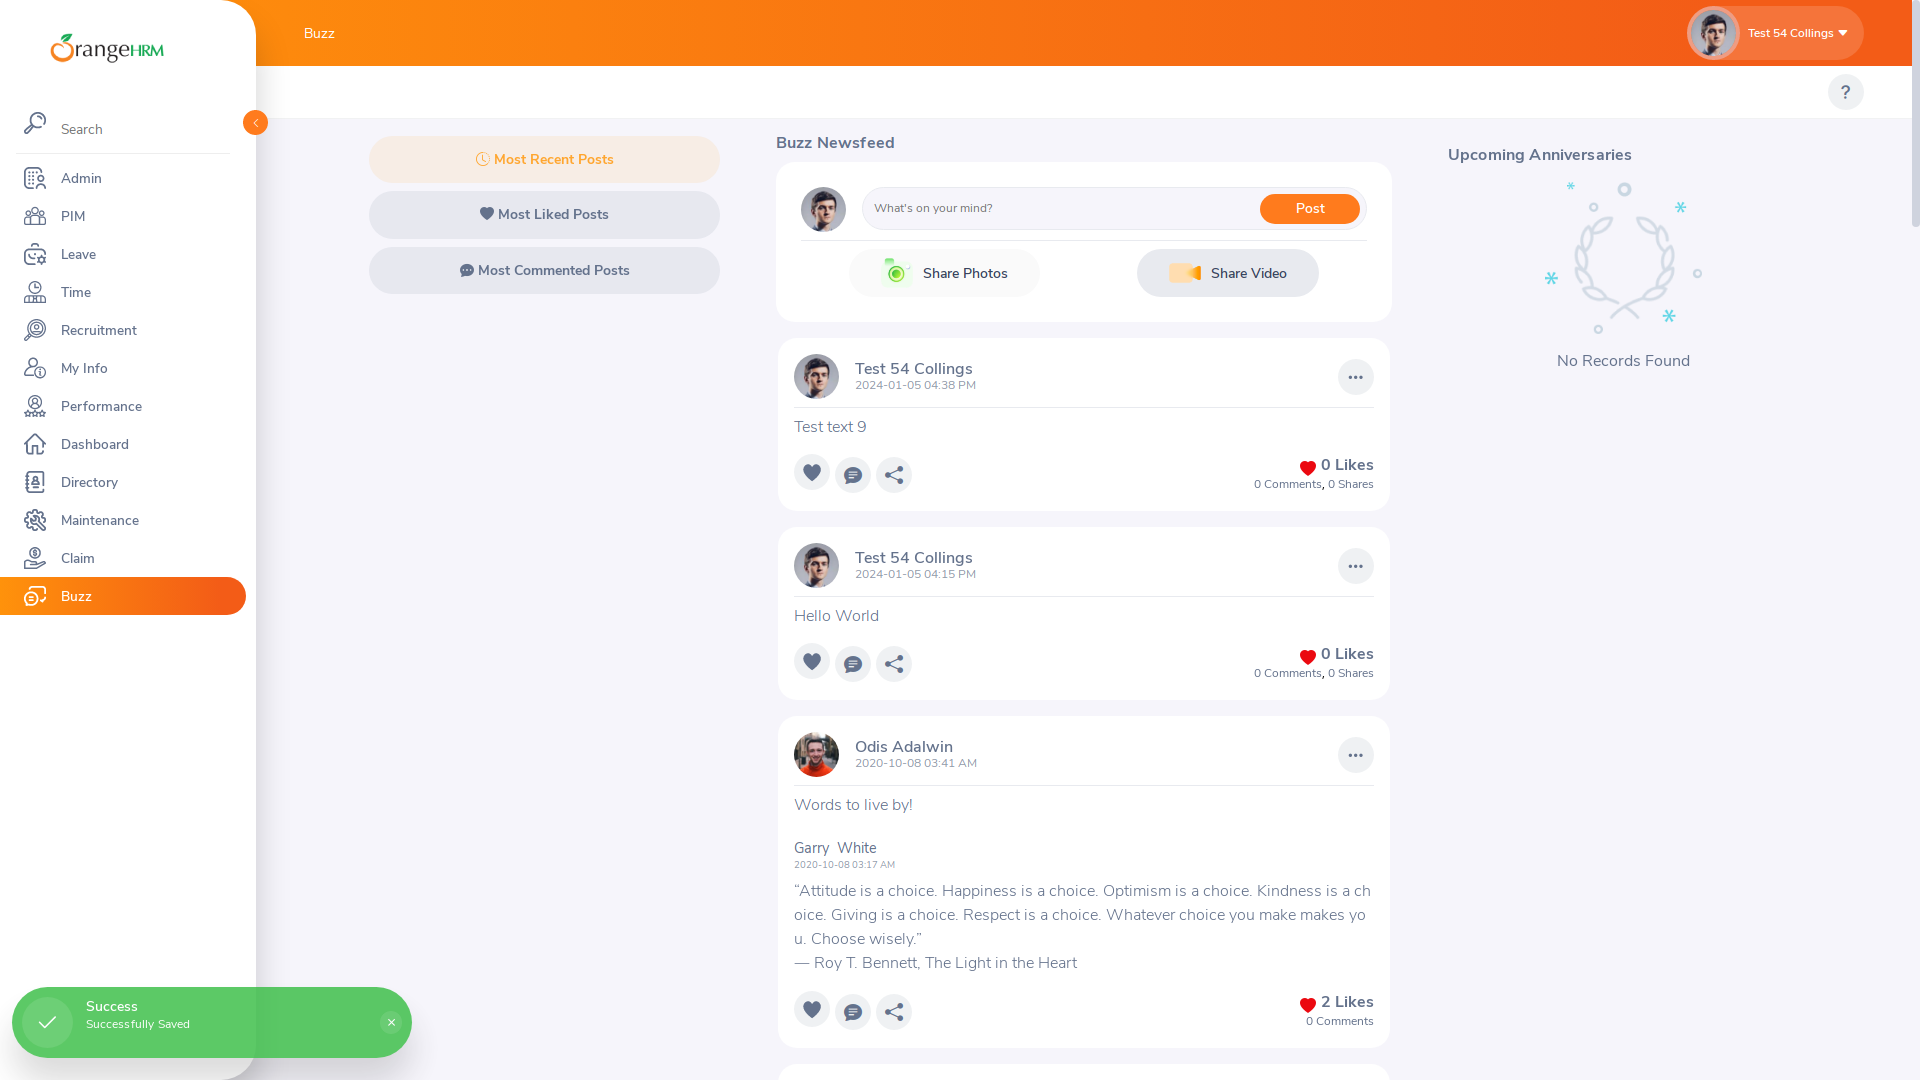 OrangeHRM
Search
Admin
PIM
Leave
Time
Recruitment
My Info
Performance
Dashboard
Directory
Maintenance
Claim
Buzz
Buzz
Test 54 Collings
?
Most Recent Posts
Most Liked Posts
Most Commented Posts
Buzz Newsfeed
What's on your mind?
Post
Share Photos
Share Video
Test 54 Collings
2024-01-05 04:38 PM
Test text 9
0 Likes
0 Comments, 0 Shares
Test 54 Collings
2024-01-05 04:15 PM
Hello World
0 Likes
0 Comments, 0 Shares
Odis Adalwin
2020-10-08 03:41 AM
Words to live by!
Garry White
2020-10-08 03:17 AM
“Attitude is a choice. Happiness is a choice. Optimism is a choice. Kindness is a ch
oice. Giving is a choice. Respect is a choice. Whatever choice you make makes yo
u. Choose wisely.”
― Roy T. Bennett, The Light in the Heart
2 Likes
0 Comments
Upcoming Anniversaries
No Records Found
Success
Successfully Saved